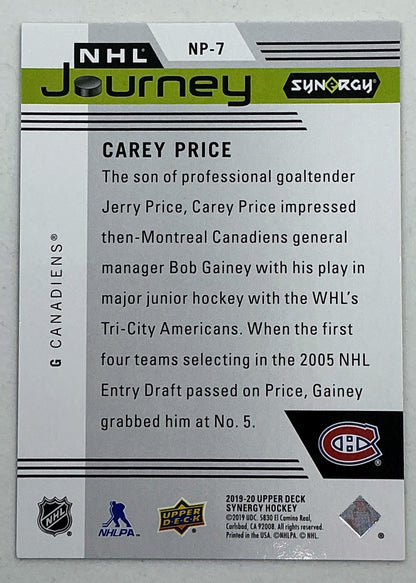 NHL NP-7
Journey SYNERGY®
CAREY PRICE
The son of professional goaltender
Jerry Price, Carey Price impressed
then-Montreal Canadiens general
manager Bob Gainey with his play in
major junior hockey with the WHL's
Tri-City Americans. When the first
four teams selecting in the 2005 NHL
Entry Draft passed on Price, Gainey
grabbed him at No. 5.
G CANADIENS®
NHL
NHLPA
UPPER
DECK
2019-20 UPPER DECK
SYNERGY HOCKEY
©2019 UDC. 5830 El Camino Real,
Carlsbad, CA 92008. All rights reserved.
Printed in the USA. ©NHLPA. © NHL.